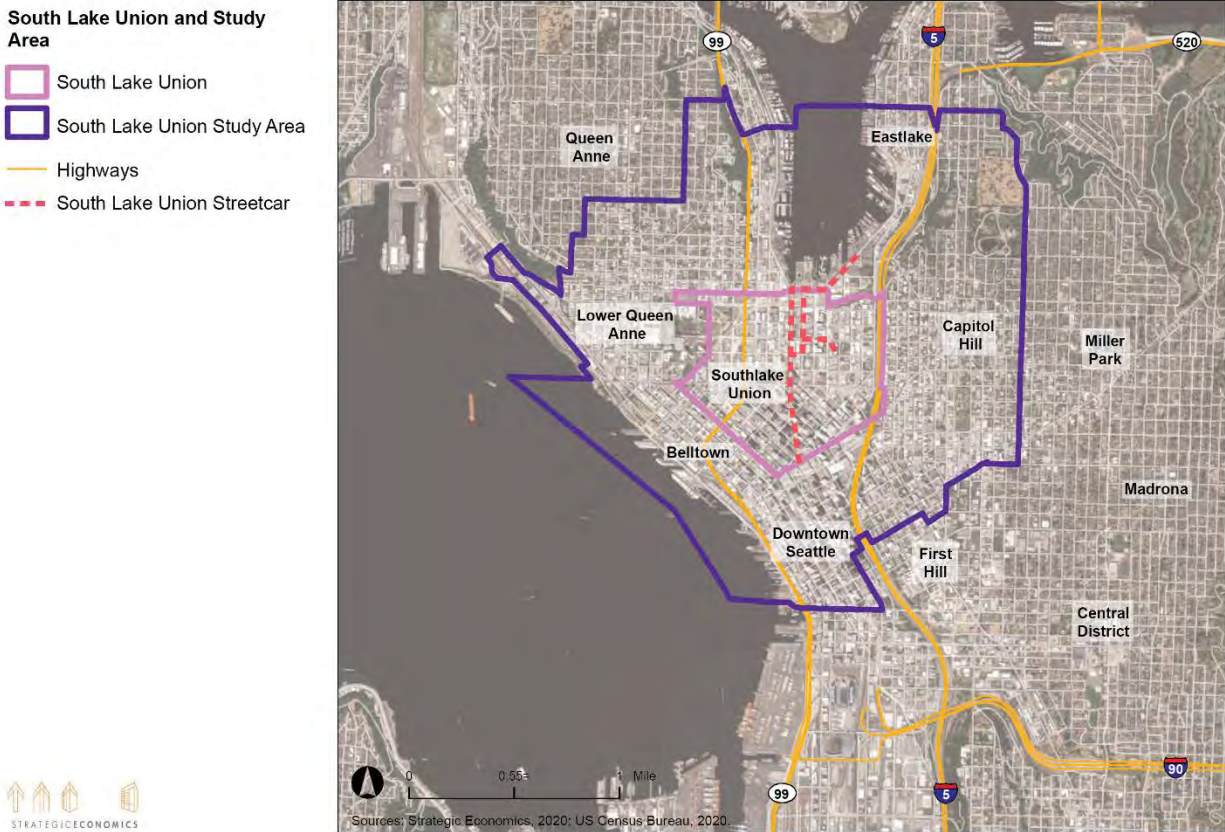 South Lake Union and Study
Area
South Lake Union
South Lake Union Study Area
Highways
South Lake Union Streetcar
99
5
520
Queen
Anne
Eastlake
Lower Queen
Anne
Capitol
Hill
Miller
Park
Southlake
Union
Belltown
Madrona
Downtown
Seattle
First
Hill
Central
District
90
0 0.55 1 Mile
99
5
Sources: Strategic Economics, 2020; US Census Bureau, 2020.
STRATEGICECONOMICS